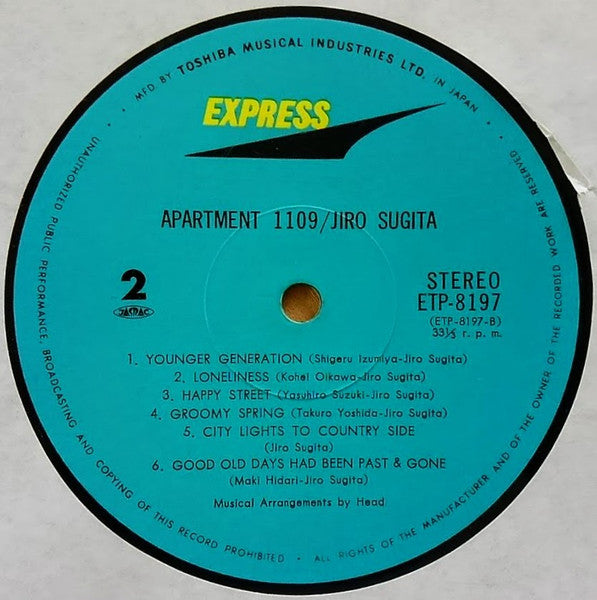 • MFD BY TOSHIBA MUSICAL INDUSTRIES LTD. IN JAPAN •
EXPRESS
APARTMENT 1109/JIRO SUGITA
2
JASRAC
STEREO
ETP-8197
(ETP-8197-B)
33⅓ r. p. m.
1. YOUNGER GENERATION (Shigeru Izumiya-Jiro Sugita)
2. LONELINESS (Kohei Oikawa-Jiro Sugita)
3. HAPPY STREET (Yasuhiro Suzuki-Jiro Sugita)
4. GROOMY SPRING (Takuro Yoshida-Jiro Sugita)
5. CITY LIGHTS TO COUNTRY SIDE
(Jiro Sugita)
6. GOOD OLD DAYS HAD BEEN PAST & GONE
(Maki Hidari-Jiro Sugita)
Musical Arrangements by Head
UNAUTHORIZED PUBLIC PERFORMANCE, BROADCASTING AND COPYING OF THIS RECORD PROHIBITED • ALL RIGHTS OF THE MANUFACTURER AND OF THE OWNER OF THE RECORDED WORK ARE RESERVED